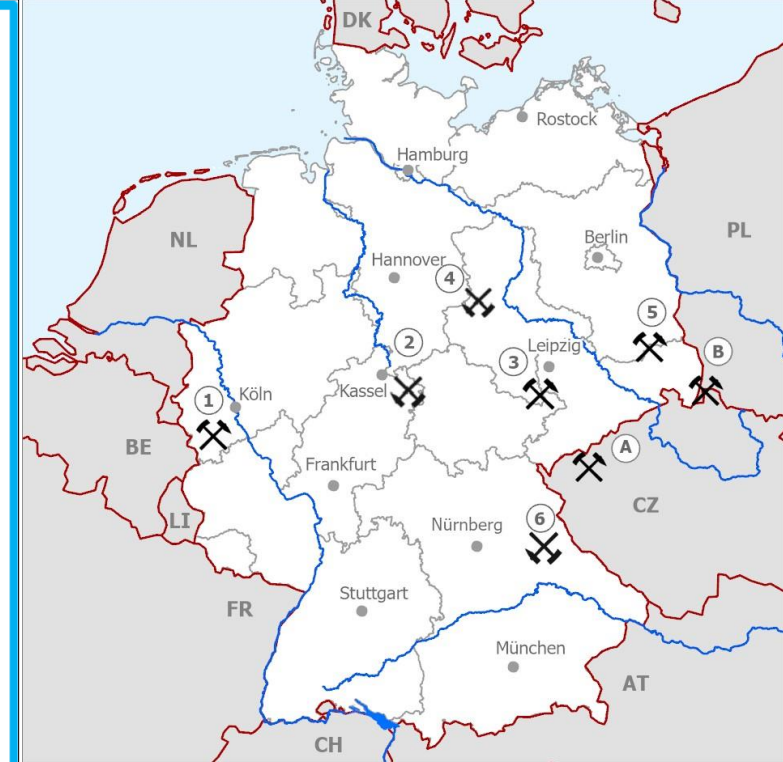 DK
Rostock
Hamburg
NL
Berlin
PL
Hannover
4
5
Leipzig
B
2
3
Kassel
1
Köln
BE
A
Frankfurt
CZ
LI
6
Nürnberg
FR
Stuttgart
München
AT
CH